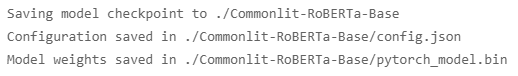 Saving model checkpoint to ./Commonlit-RoBERTa-Base
Configuration saved in ./Commonlit-RoBERTa-Base/config.json
Model weights saved in ./Commonlit-RoBERTa-Base/pytorch_model.bin